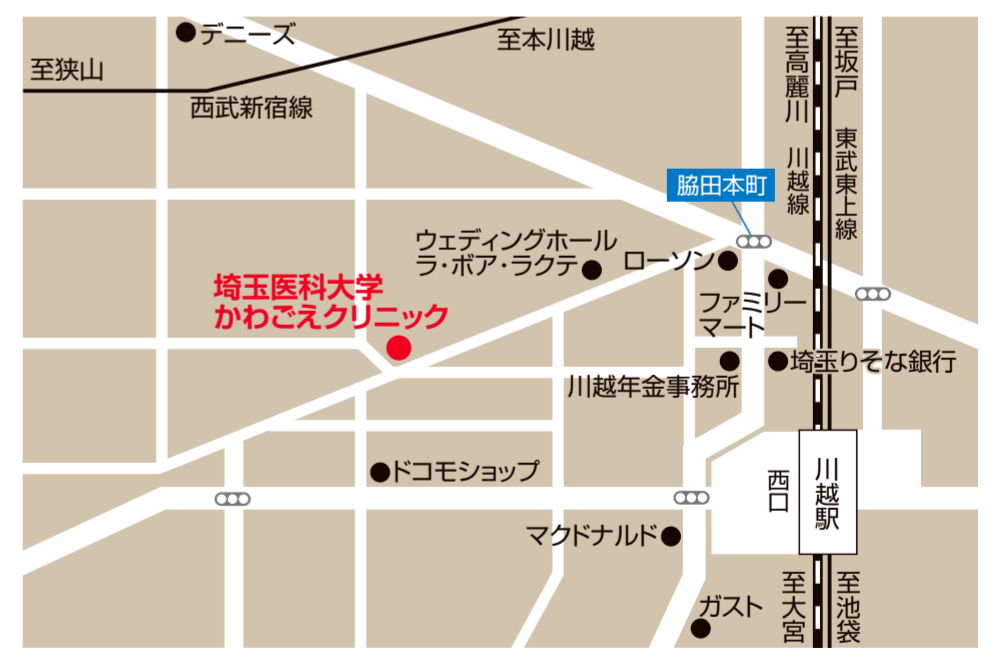 デニーズ
至本川越
至狭山
西武新宿線
至高麗川 川越線
至坂戸 東武東上線
脇田本町
ウェディングホール
ラ・ボア・ラクテ
ローソン
埼玉医科大学
かわごえクリニック
ファミリー
マート
埼玉りそな銀行
川越年金事務所
ドコモショップ
西口
川越駅
マクドナルド
ガスト
至大宮
至池袋